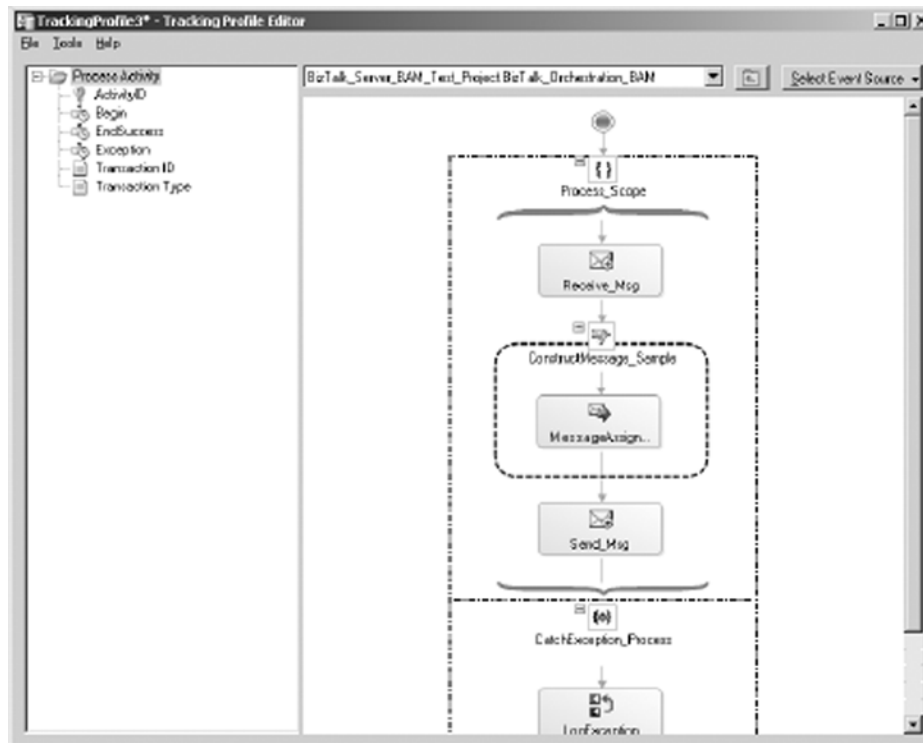 TrackingProfile3* - Tracking Profile Editor
File Tools Help
Process Activity
ActivityID
Begin
EndSuccess
Exception
Transaction ID
Transaction Type
BizTalk_Server_BAM_Test_Project.BizTalk_Orchestration_BAM
Select Event Source
Process_Scope
Receive_Msg
ConstructMessage_Sample
MessageAssign...
Send_Msg
CatchException_Process
LogException